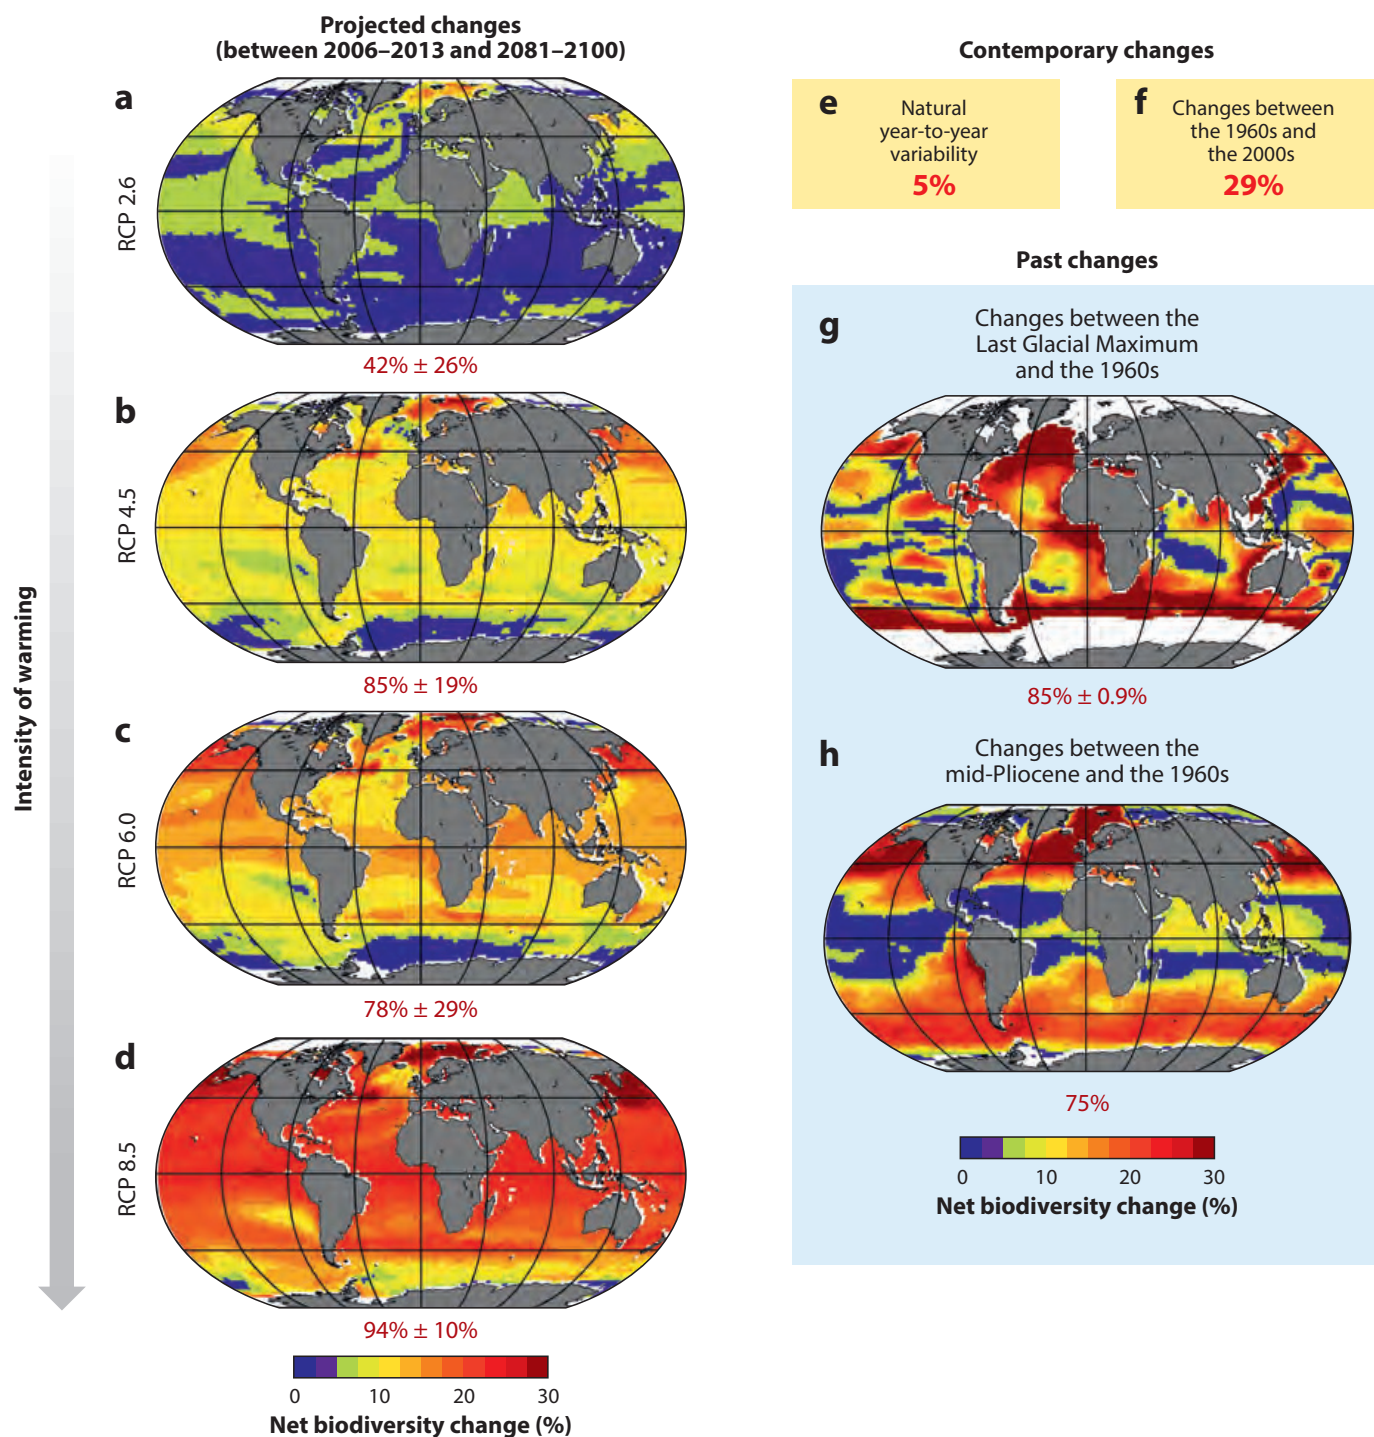 Projected changes
(between 2006–2013 and 2081–2100)
a
RCP 2.6
42% ± 26%
b
RCP 4.5
85% ± 19%
c
RCP 6.0
78% ± 29%
d
RCP 8.5
94% ± 10%
Intensity of warming
0 10 20 30
Net biodiversity change (%)
Contemporary changes
e
Natural
year-to-year
variability
5%
f
Changes between
the 1960s and
the 2000s
29%
Past changes
g
Changes between the
Last Glacial Maximum
and the 1960s
85% ± 0.9%
h
Changes between the
mid-Pliocene and the 1960s
75%
0 10 20 30
Net biodiversity change (%)